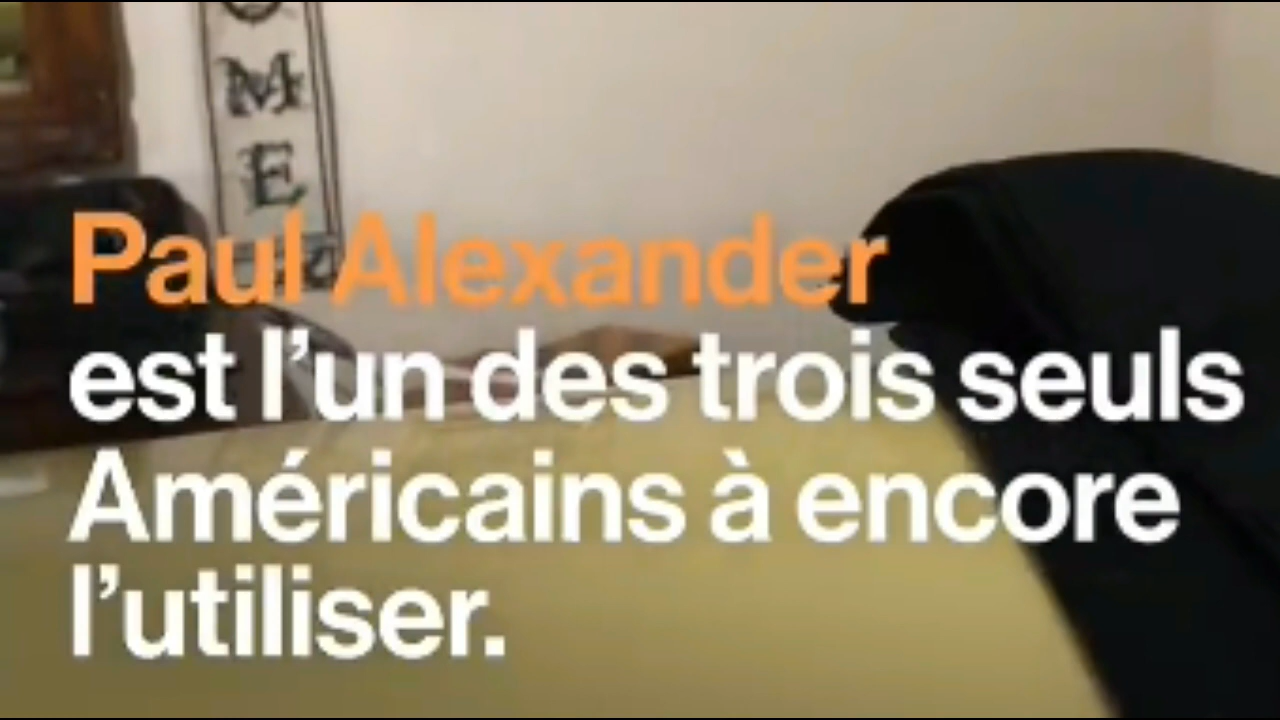 O
M
E
Paul Alexander
est l’un des trois seuls
Américains à encore
l’utiliser.